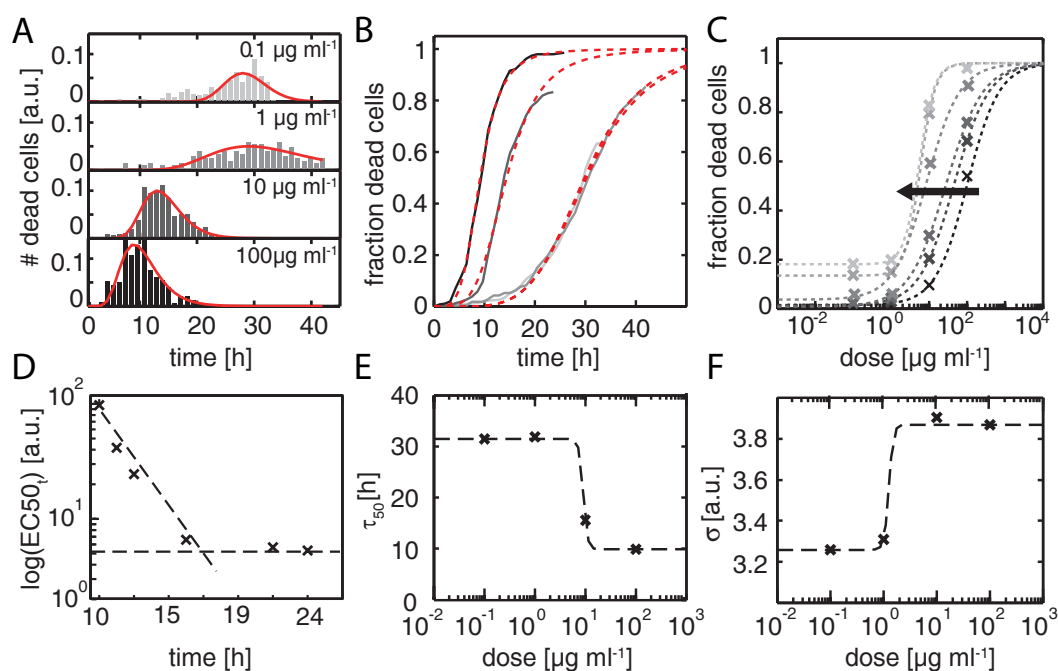 A
B
C
0.1 µg ml-1
1 µg ml-1
10 µg ml-1
100µg ml-1
# dead cells [a.u.]
0.1
0
0.1
0
0.1
0
0.1
0
0 10 20 30 40
time [h]
fraction dead cells
1
0.8
0.6
0.4
0.2
0
0 10 20 30 40
time [h]
fraction dead cells
1
0.8
0.6
0.4
0.2
0
10-2 100 102 104
dose [µg ml-1]
D
E
F
log(EC50t) [a.u.]
102
101
100
10 15 19 24
time [h]
τ50[h]
40
30
20
10
0
10-2 10-1 100 101 102 103
dose [µg ml-1]
σ [a.u.]
3.8
3.6
3.4
3.2
10-2 10-1 100 101 102 103
dose [µg ml-1]